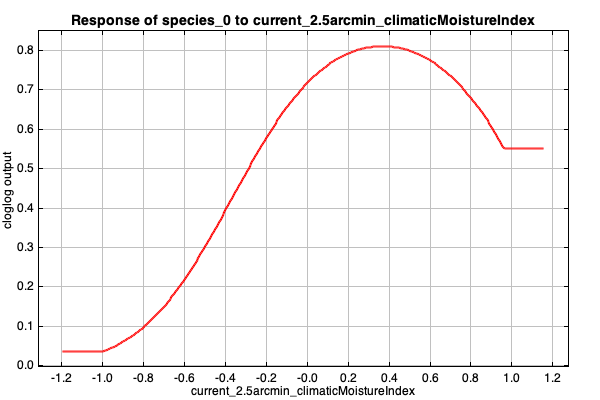 Response of species_0 to current_2.5arcmin_climaticMoistureIndex
0.8
0.7
0.6
0.5
0.4
0.3
0.2
0.1
0.0
cloglog output
-1.2 -1.0 -0.8 -0.6 -0.4 -0.2 -0.0 0.2 0.4 0.6 0.8 1.0 1.2
current_2.5arcmin_climaticMoistureIndex